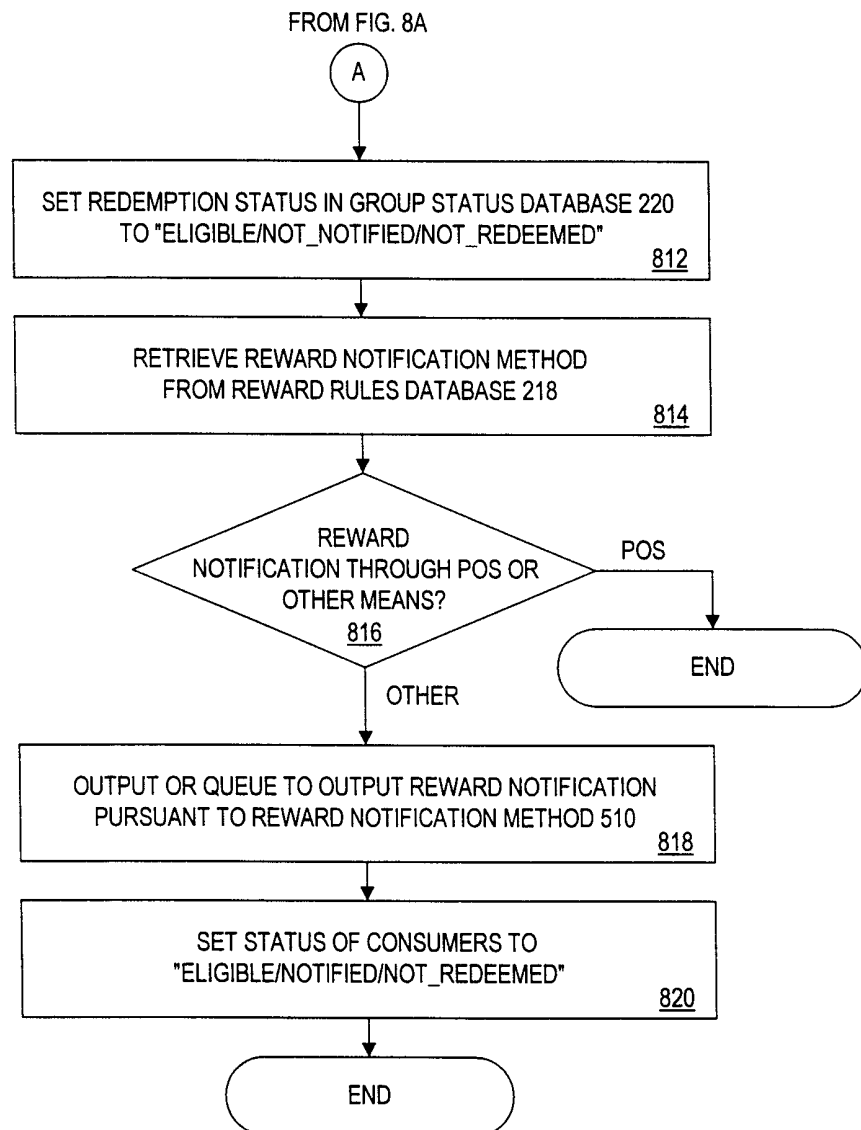 FROM FIG. 8A
A
SET REDEMPTION STATUS IN GROUP STATUS DATABASE 220
TO "ELIGIBLE/NOT_NOTIFIED/NOT_REDEEMED"
812
RETRIEVE REWARD NOTIFICATION METHOD
FROM REWARD RULES DATABASE 218
814
REWARD
NOTIFICATION THROUGH POS OR
OTHER MEANS?
816
POS
END
OTHER
OUTPUT OR QUEUE TO OUTPUT REWARD NOTIFICATION
PURSUANT TO REWARD NOTIFICATION METHOD 510
818
SET STATUS OF CONSUMERS TO
"ELIGIBLE/NOTIFIED/NOT_REDEEMED"
820
END